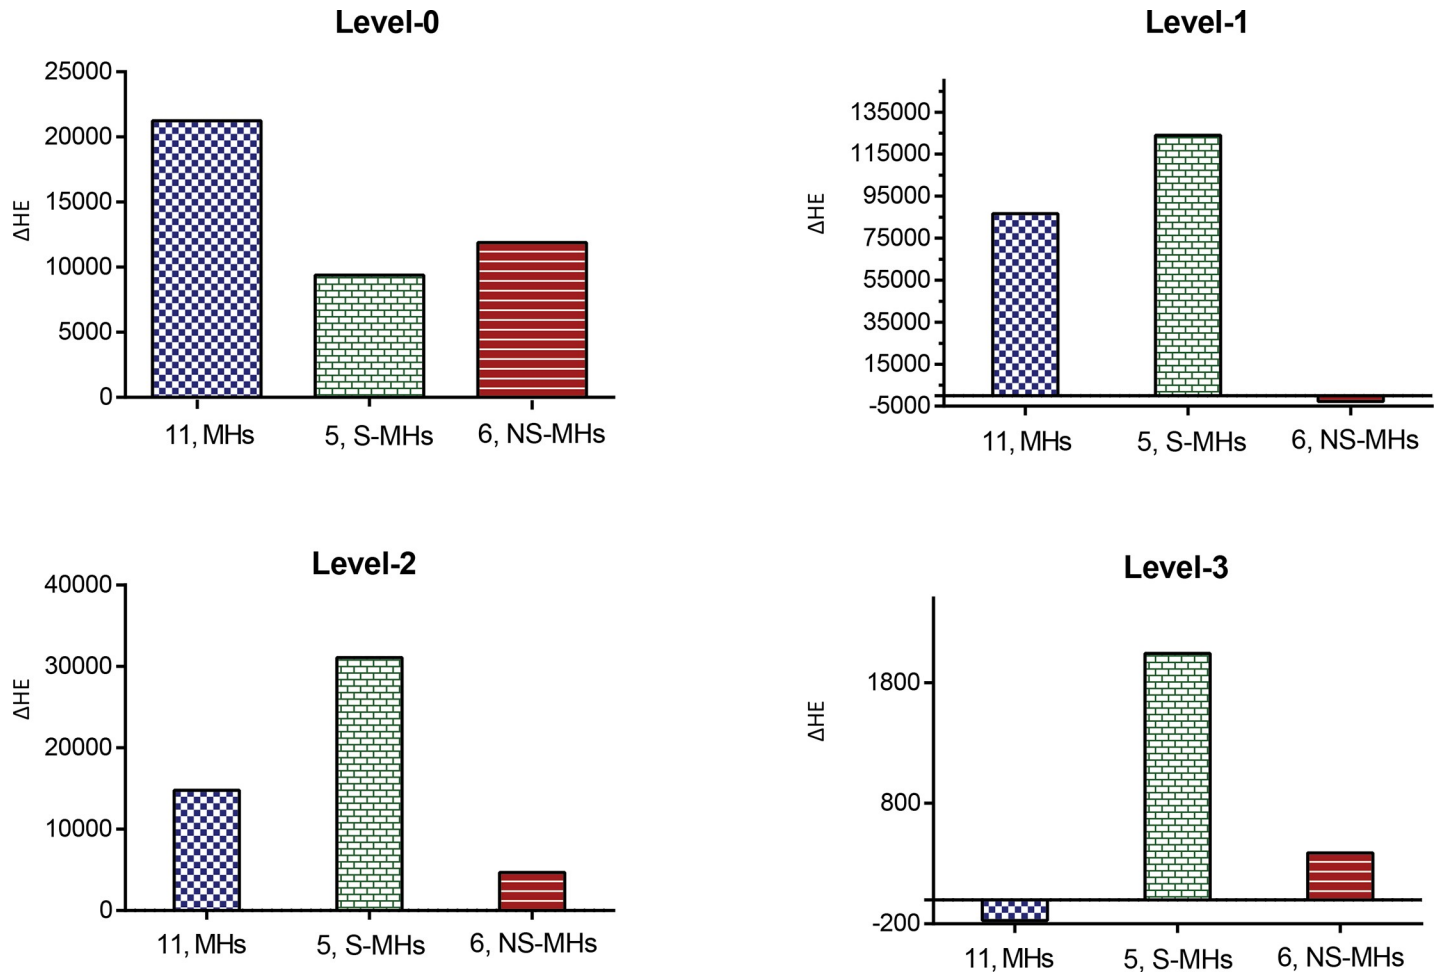 Level-0
25000
20000
15000
10000
5000
0
ΔHE
11, MHs
5, S-MHs
6, NS-MHs
Level-1
135000
115000
95000
75000
55000
35000
15000
-5000
ΔHE
11, MHs
5, S-MHs
6, NS-MHs
Level-2
40000
30000
20000
10000
0
ΔHE
11, MHs
5, S-MHs
6, NS-MHs
Level-3
1800
800
-200
ΔHE
11, MHs
5, S-MHs
6, NS-MHs